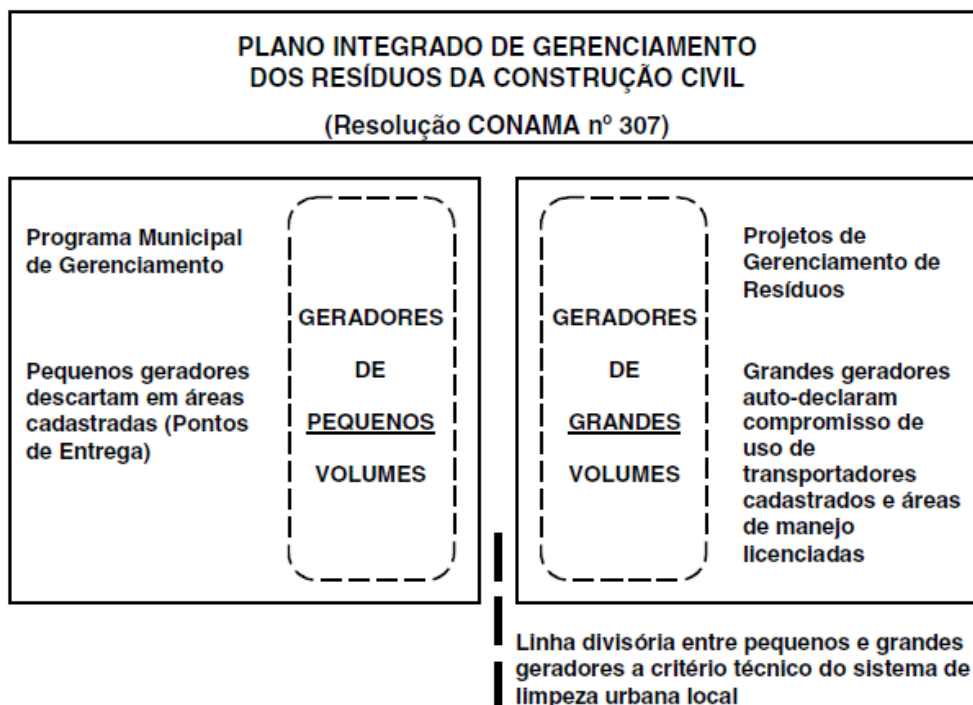 PLANO INTEGRADO DE GERENCIAMENTO
DOS RESÍDUOS DA CONSTRUÇÃO CIVIL
(Resolução CONAMA nº 307)
Programa Municipal
de Gerenciamento
Pequenos geradores
descartam em áreas
cadastradas (Pontos
de Entrega)
GERADORES
DE
PEQUENOS
VOLUMES
GERADORES
DE
GRANDES
VOLUMES
Projetos de
Gerenciamento de
Resíduos
Grandes geradores
auto-declaram
compromisso de
uso de
transportadores
cadastrados e áreas
de manejo
licenciadas
Linha divisória entre pequenos e grandes
geradores a critério técnico do sistema de
limpeza urbana local